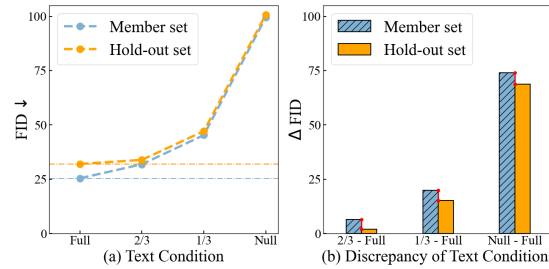 100
75
50
25
0
FID ↓
Member set
Hold-out set
Full
2/3
1/3
Null
(a) Text Condition
100
75
50
25
0
Δ FID
Member set
Hold-out set
2/3 - Full
1/3 - Full
Null - Full
(b) Discrepancy of Text Condition